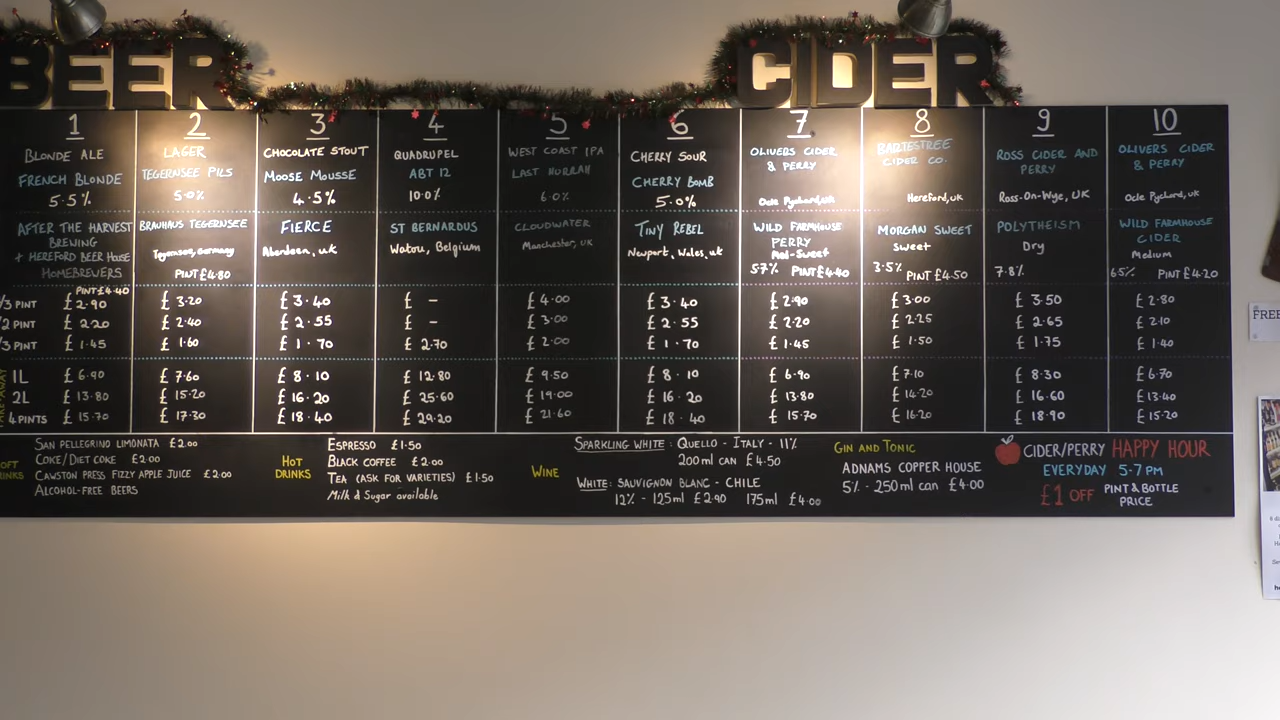 BEER
CIDER
1
BLONDE ALE
FRENCH BLONDE
5.5%
AFTER THE HARVEST
BREWING
+ HEREFORD BEER HOUSE
HOMEBREWERS
PINT £4.40
/3 PINT £2.90
/2 PINT £2.20
/3 PINT £1.45
1L £6.90
2L £13.80
4 PINTS £15.70
2
LAGER
TEGERNSEE PILS
5.0%
BRAUHAUS TEGERNSEE
Tegernsee, Germany
PINT £4.80
£3.20
£2.40
£1.60
£7.60
£15.20
£17.30
3
CHOCOLATE STOUT
MOOSE MOUSSE
4.5%
FIERCE
Aberdeen, UK
£3.40
£2.55
£1.70
£8.10
£16.20
£18.40
4
QUADRUPEL
ABT 12
10.0%
ST BERNARDUS
Watou, Belgium
£ -
£ -
£2.70
£12.80
£25.60
£29.20
5
WEST COAST IPA
LAST HURRAH
6.0%
CLOUDWATER
Manchester, UK
£4.00
£3.00
£2.00
£9.50
£19.00
£21.60
6
CHERRY SOUR
CHERRY BOMB
5.0%
TINY REBEL
Newport, Wales, uk
£3.40
£2.55
£1.70
£8.10
£16.20
£18.40
7
OLIVERS CIDER
& PERRY
Ocle Pychard, UK
WILD FARMHOUSE
PERRY
Med-Sweet
5.7% PINT £4.40
£2.90
£2.20
£1.45
£6.90
£13.80
£15.70
8
BARTESTREE
CIDER CO.
Hereford, UK
MORGAN SWEET
Sweet
3.5% PINT £4.50
£3.00
£2.25
£1.50
£7.10
£14.20
£16.20
9
ROSS CIDER AND
PERRY
Ross-On-Wye, UK
POLYTHEISM
Dry
7.8%
£3.50
£2.65
£1.75
£8.30
£16.60
£18.90
10
OLIVERS CIDER
& PERRY
Ocle Pychard, UK
WILD FARMHOUSE
CIDER
Medium
6.5% PINT £4.20
£2.80
£2.10
£1.40
£6.70
£13.40
£15.20
SAN PELLEGRINO LIMONATA £2.00
COKE/DIET COKE £2.00
CAWSTON PRESS FIZZY APPLE JUICE £2.00
ALCOHOL-FREE BEERS
HOT
DRINKS
ESPRESSO £1.50
BLACK COFFEE £2.00
TEA (ASK FOR VARIETIES) £1.50
Milk & Sugar available
WINE
SPARKLING WHITE: QUELLO - ITALY - 11%
200ml CAN £4.50
WHITE: SAUVIGNON BLANC - CHILE
12% - 125ml £2.90 175ml £4.00
GIN AND TONIC
ADNAMS COPPER HOUSE
5% - 250ml can £4.00
CIDER/PERRY HAPPY HOUR
EVERYDAY 5-7PM
£1 OFF PINT & BOTTLE
PRICE
FREE